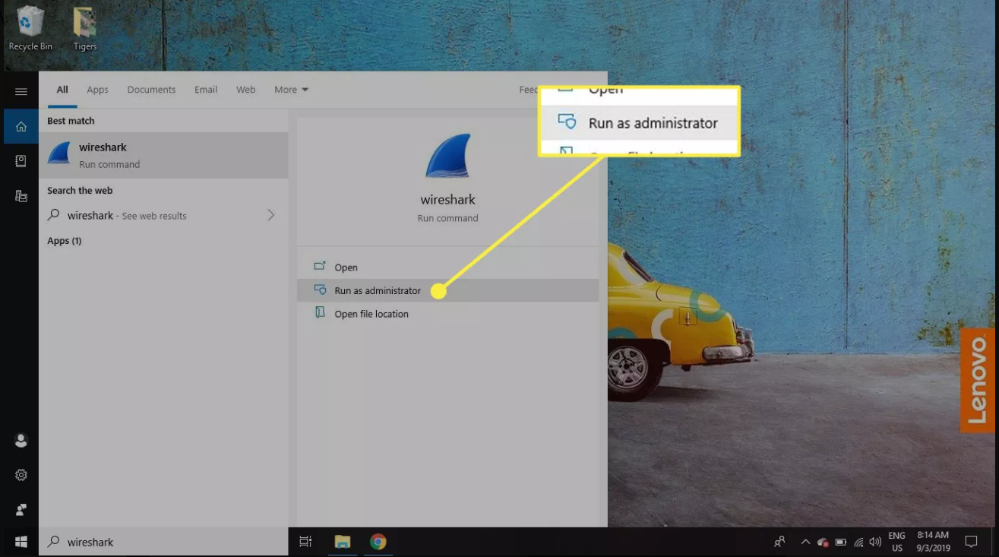 Recycle Bin
Tigers
All Apps Documents Email Web More
Best match
wireshark
Run command
Search the web
wireshark - See web results
Apps (1)
wireshark
Run command
Open
Run as administrator
Open file location
Open
Run as administrator
Lenovo
wireshark
ENG
US
8:14 AM
9/3/2019